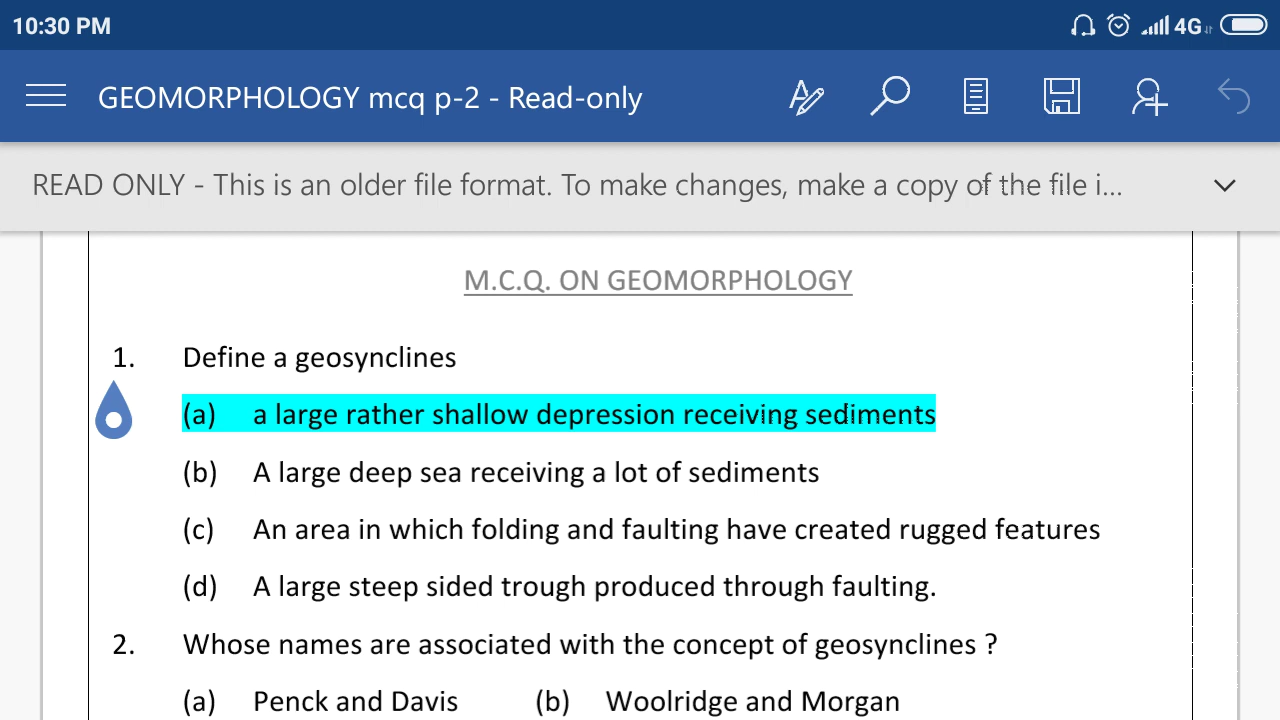 10:30 PM 4G
GEOMORPHOLOGY mcq p-2 - Read-only
READ ONLY - This is an older file format. To make changes, make a copy of the file i...
M.C.Q. ON GEOMORPHOLOGY
1. Define a geosynclines
(a) a large rather shallow depression receiving sediments
(b) A large deep sea receiving a lot of sediments
(c) An area in which folding and faulting have created rugged features
(d) A large steep sided trough produced through faulting.
2. Whose names are associated with the concept of geosynclines ?
(a) Penck and Davis (b) Woolridge and Morgan